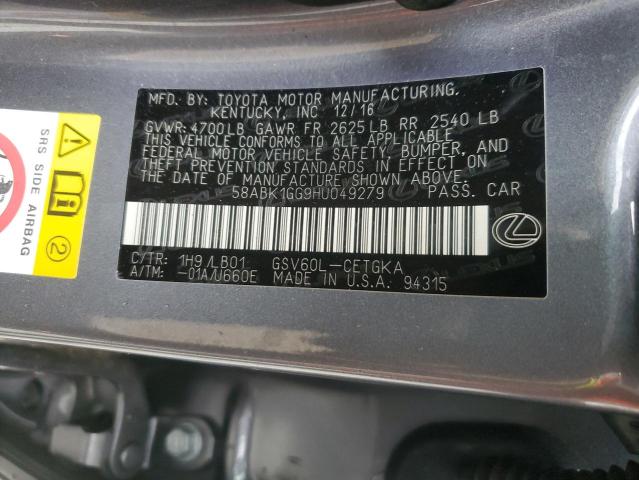 MFD. BY: TOYOTA MOTOR MANUFACTURING.
KENTUCKY, INC 12/16
GVWR: 4700LB GAWR FR 2625LB RR 2540 LB
THIS VEHICLE CONFORMS TO ALL APPLICABLE
FEDERAL MOTOR VEHICLE SAFETY, BUMPER, AND
THEFT PREVENTION STANDARDS IN EFFECT ON
THE DATE OF MANUFACTURE SHOWN ABOVE.
58ABK1GG9HU049279 PASS. CAR
C/TR: 1H9/LB01 GSV60L-CETGKA
A/TM: -01A/U660E MADE IN U.S.A. 94315
SRS SIDE AIRBAG
2